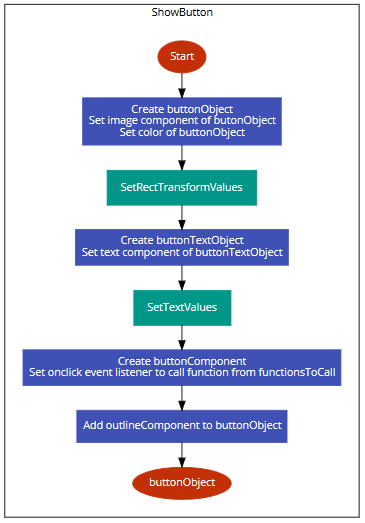 ShowButton
Start
Create buttonObject
Set image component of butonObject
Set color of buttonObject
SetRectTransformValues
Create buttonTextObject
Set text component of buttonTextObject
SetTextValues
Create buttonComponent
Set onclick event listener to call function from functionsToCall
Add outlineComponent to buttonObject
buttonObject